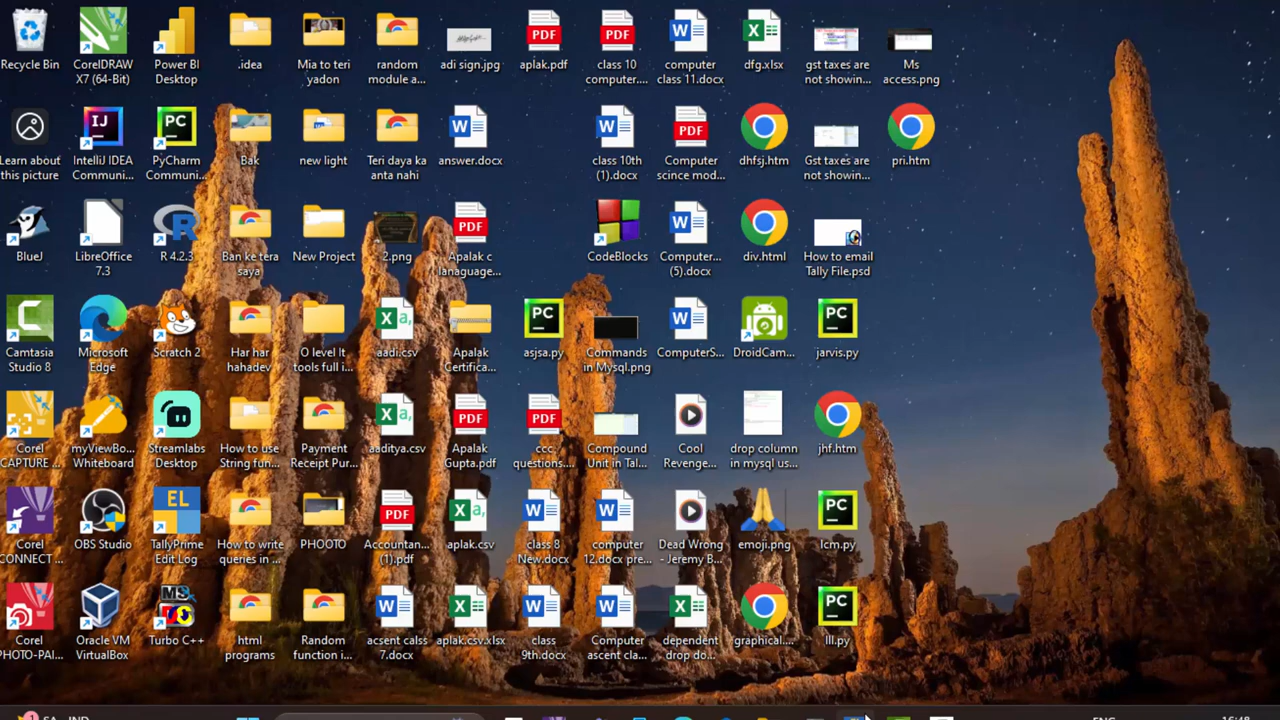 Recycle Bin
CorelDRAW
X7 (64-Bit)
Power BI
Desktop
.idea
Mia to teri
yadon
random
module a...
adi sign.jpg
aplak.pdf
class 10
computer....
computer
class 11.docx
dfg.xlsx
gst taxes are
not showin...
Ms
access.png
Learn about
this picture
IntelliJ IDEA
Communi...
PyCharm
Communi...
Bak
new light
Teri daya ka
anta nahi
answer.docx
class 10th
(1).docx
Computer
scince mod...
dhfsj.htm
Gst taxes are
not showin...
pri.htm
BlueJ
LibreOffice
7.3
R 4.2.3
Ban ke tera
saya
New Project
2.png
Apalak c
lanaguage...
CodeBlocks
Computer...
(5).docx
div.html
How to email
Tally File.psd
Camtasia
Studio 8
Microsoft
Edge
Scratch 2
Har har
hahadev
O level It
tools full i...
aadi.csv
Apalak
Certifica...
asjsa.py
Commands
in Mysql.png
ComputerS...
DroidCam...
jarvis.py
Corel
CAPTURE ...
myViewBo...
Whiteboard
Streamlabs
Desktop
How to use
String fun...
Payment
Receipt Pur...
aaditya.csv
Apalak
Gupta.pdf
ccc
questions....
Compound
Unit in Tal...
Cool
Revenge...
drop column
in mysql us...
jhf.htm
Corel
CONNECT ...
OBS Studio
TallyPrime
Edit Log
How to write
queries in ...
PHOOTO
Accountan...
(1).pdf
aplak.csv
class 8
New.docx
computer
12.docx pre...
Dead Wrong
- Jeremy B...
emoji.png
lcm.py
Corel
PHOTO-PAI...
Oracle VM
VirtualBox
Turbo C++
html
programs
Random
function i...
acsent calss
7.docx
aplak.csv.xlsx
class
9th.docx
Computer
ascent cla...
dependent
drop do...
graphical....
lll.py